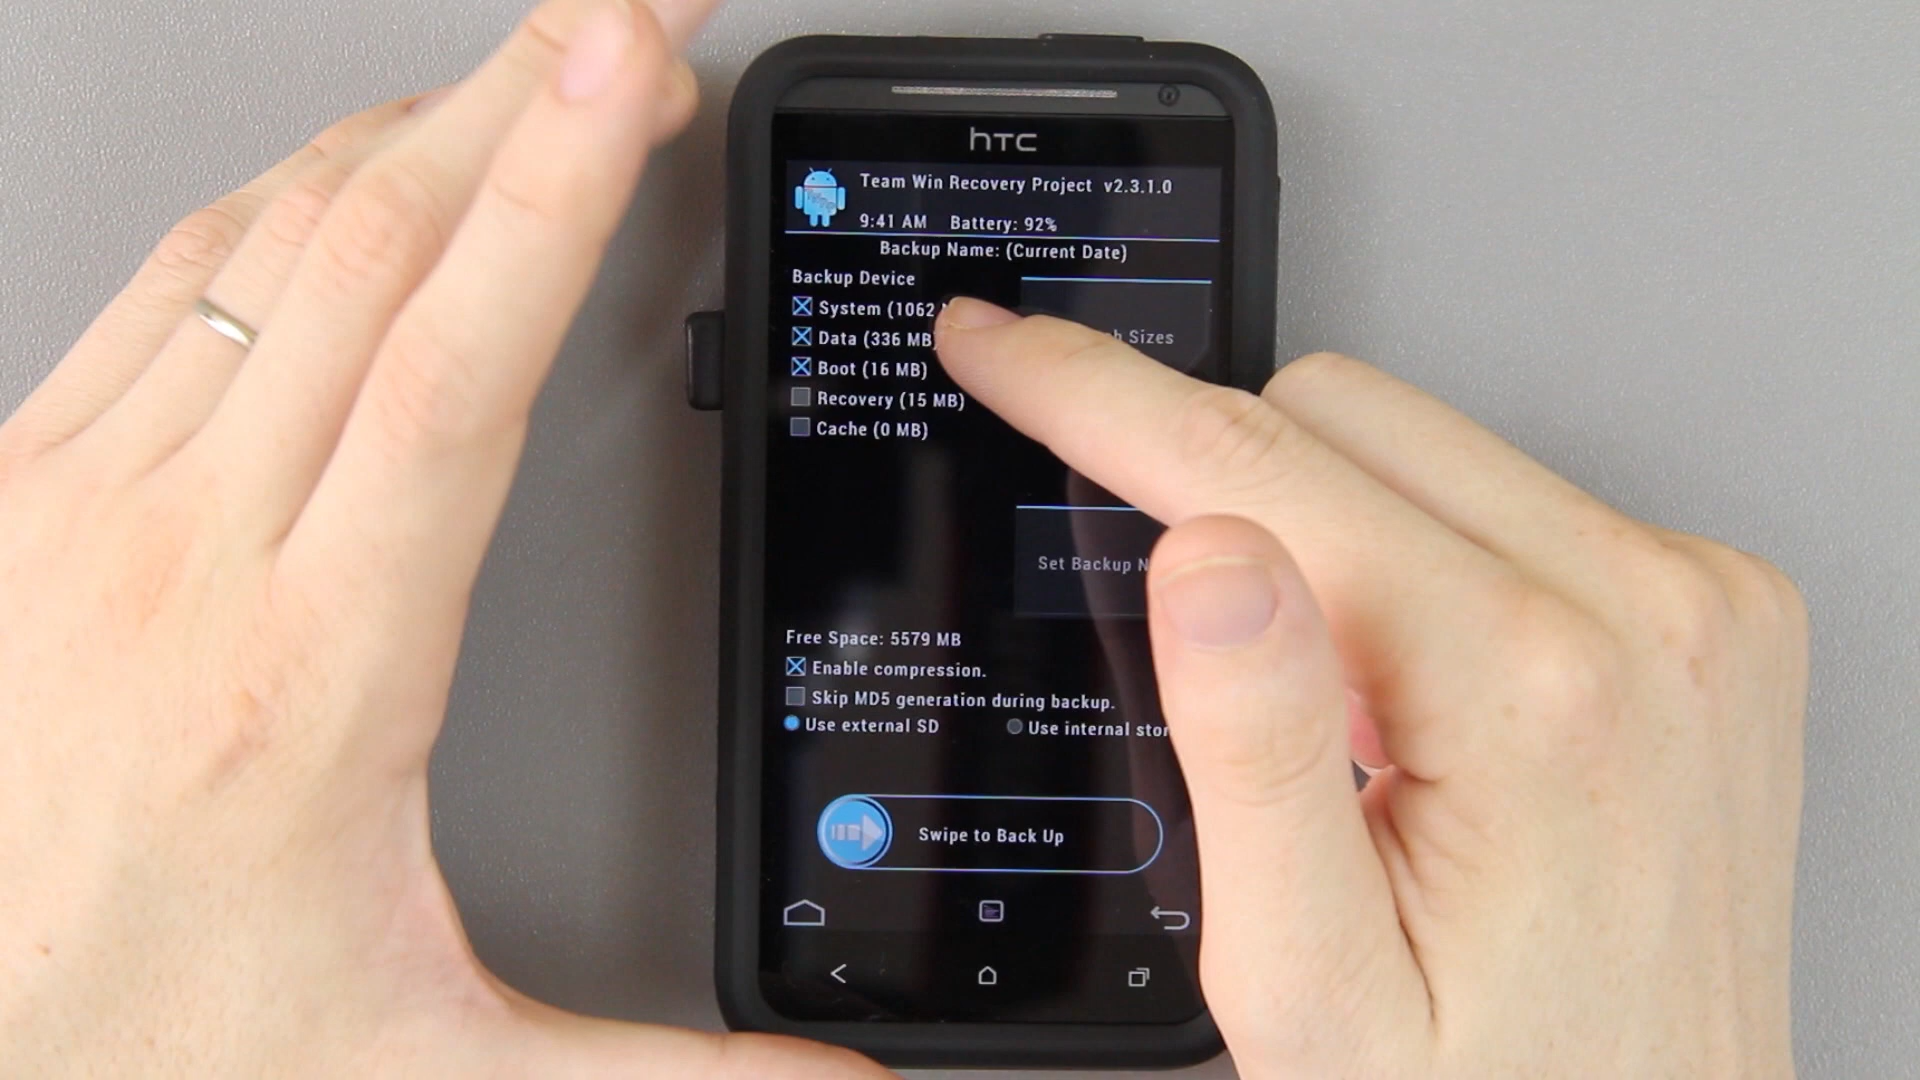 hTC
Team Win Recovery Project v2.3.1.0
9:41 AM Battery: 92%
Backup Name: (Current Date)
Backup Device
System (1062
Data (336 MB)
Sizes
Boot (16 MB)
Recovery (15 MB)
Cache (0 MB)
Set Backup N
Free Space: 5579 MB
Enable compression.
Skip MD5 generation during backup.
Use external SD Use internal stor
Swipe to Back Up